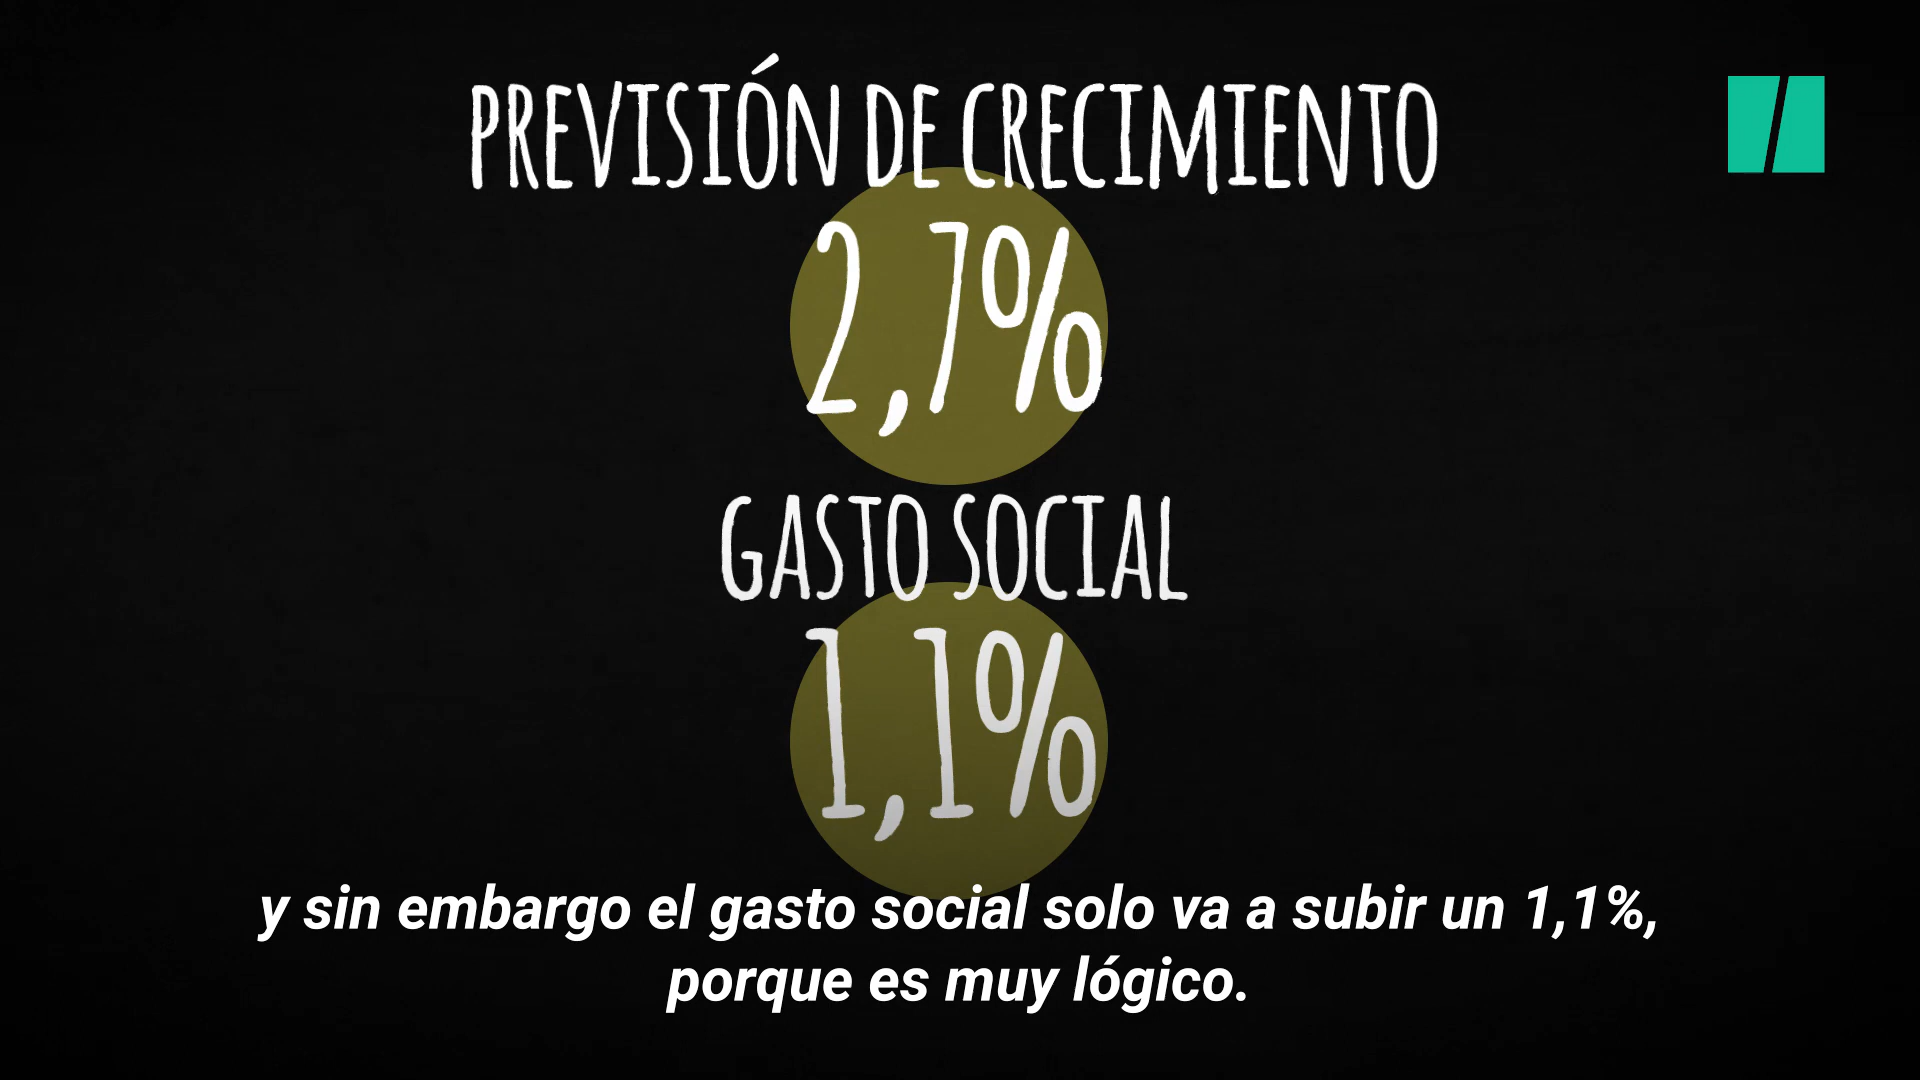 PREVISIÓN DE CRECIMIENTO
2,7%
GASTO SOCIAL
1,1%
y sin embargo el gasto social solo va a subir un 1,1%,
porque es muy lógico.